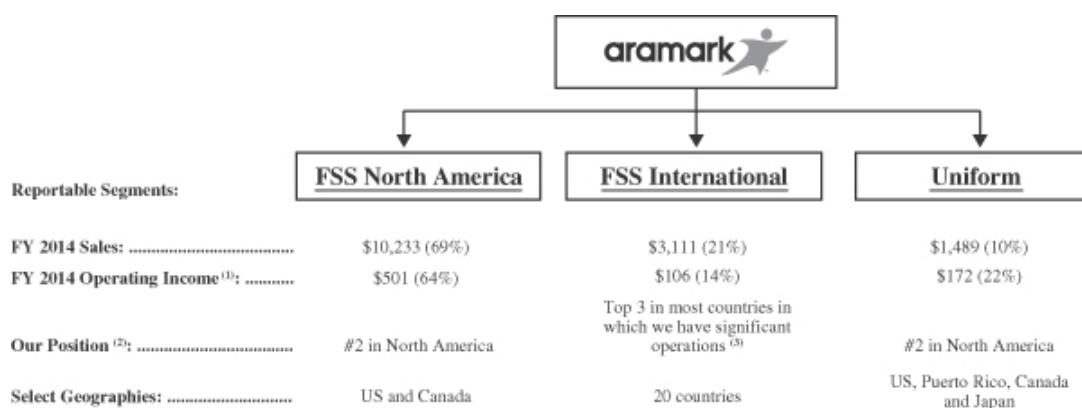 aramark
FSS North America FSS International Uniform
Reportable Segments:
FY 2014 Sales: ....................................... $10,233 (69%) $3,111 (21%) $1,489 (10%)
FY 2014 Operating Income (1): ........... $501 (64%) $106 (14%) $172 (22%)
Top 3 in most countries in
which we have significant
operations (3)
Our Position (2): ..................................... #2 in North America #2 in North America
Select Geographies: .............................. US and Canada 20 countries US, Puerto Rico, Canada
and Japan